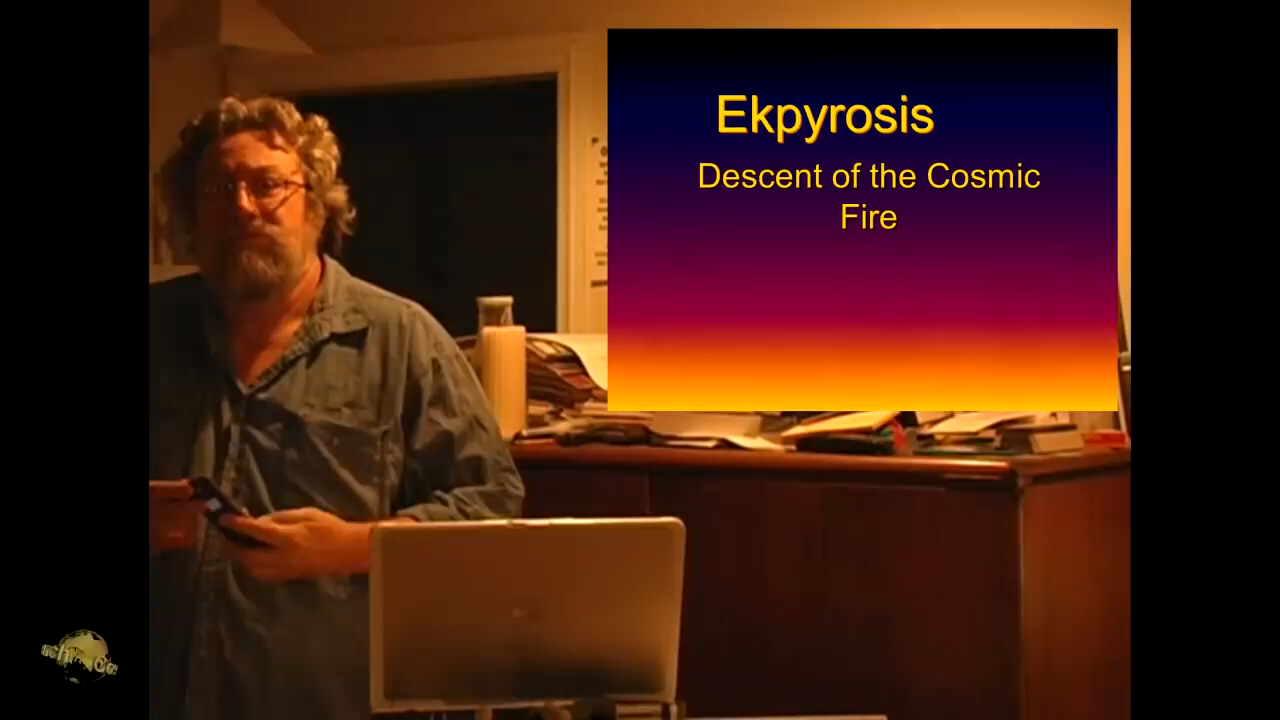 Ekpyrosis
Descent of the Cosmic
Fire